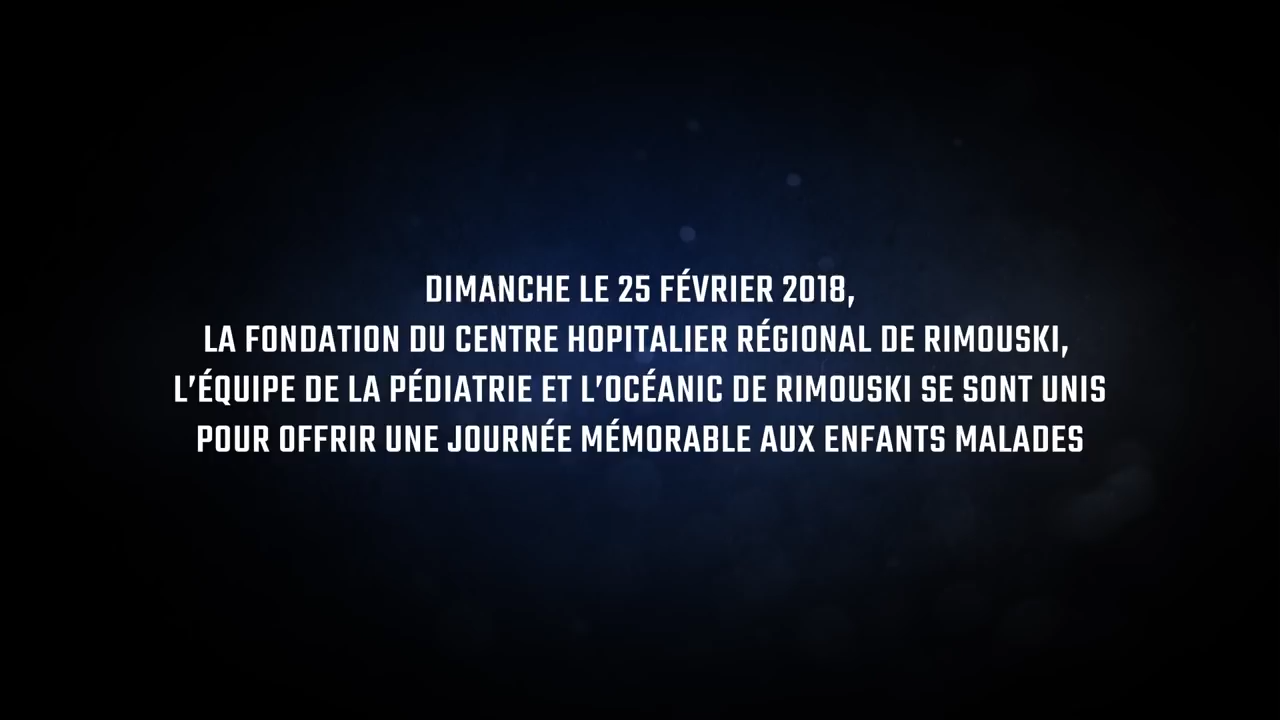 DIMANCHE LE 25 FÉVRIER 2018,
LA FONDATION DU CENTRE HOPITALIER RÉGIONAL DE RIMOUSKI,
L’ÉQUIPE DE LA PÉDIATRIE ET L’OCÉANIC DE RIMOUSKI SE SONT UNIS
POUR OFFRIR UNE JOURNÉE MÉMORABLE AUX ENFANTS MALADES